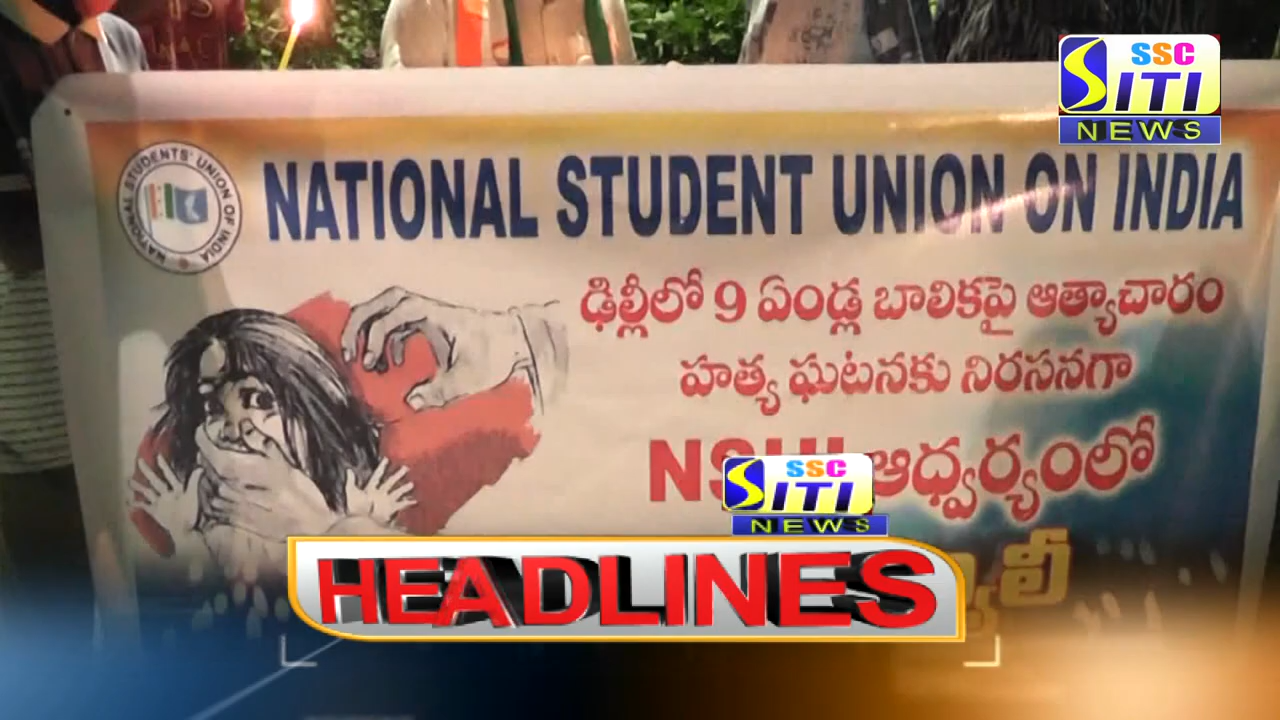 SSC
SITI
NEWS
NATIONAL STUDENTS' UNION OF INDIA
NATIONAL STUDENT UNION ON INDIA
ఢిల్లీలో 9 ఏండ్ల బాలికపై ఆత్యాచారం
హత్య ఘటనకు నిరసనగా
ఆధ్వర్యంలో
SSC
SITI
NEWS
HEADLINES